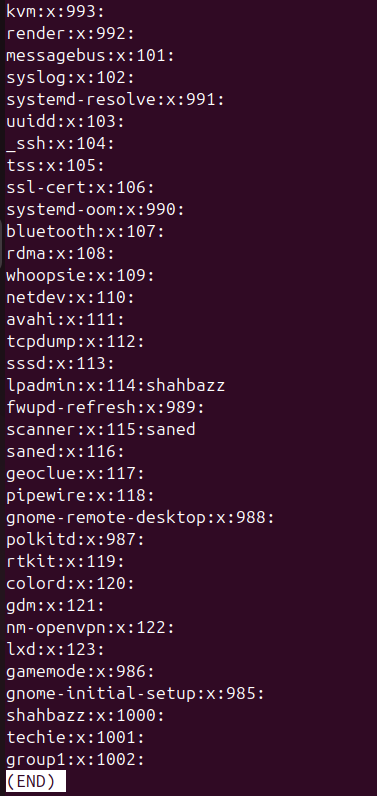 kvm:x:993:
render:x:992:
messagebus:x:101:
syslog:x:102:
systemd-resolve:x:991:
uuidd:x:103:
_ssh:x:104:
tss:x:105:
ssl-cert:x:106:
systemd-oom:x:990:
bluetooth:x:107:
rdma:x:108:
whoopsie:x:109:
netdev:x:110:
avahi:x:111:
tcpdump:x:112:
sssd:x:113:
lpadmin:x:114:shahbazz
fwupd-refresh:x:989:
scanner:x:115:saned
saned:x:116:
geoclue:x:117:
pipewire:x:118:
gnome-remote-desktop:x:988:
polkitd:x:987:
rtkit:x:119:
colord:x:120:
gdm:x:121:
nm-openvpn:x:122:
lxd:x:123:
gamemode:x:986:
gnome-initial-setup:x:985:
shahbazz:x:1000:
techie:x:1001:
group1:x:1002:
(END)